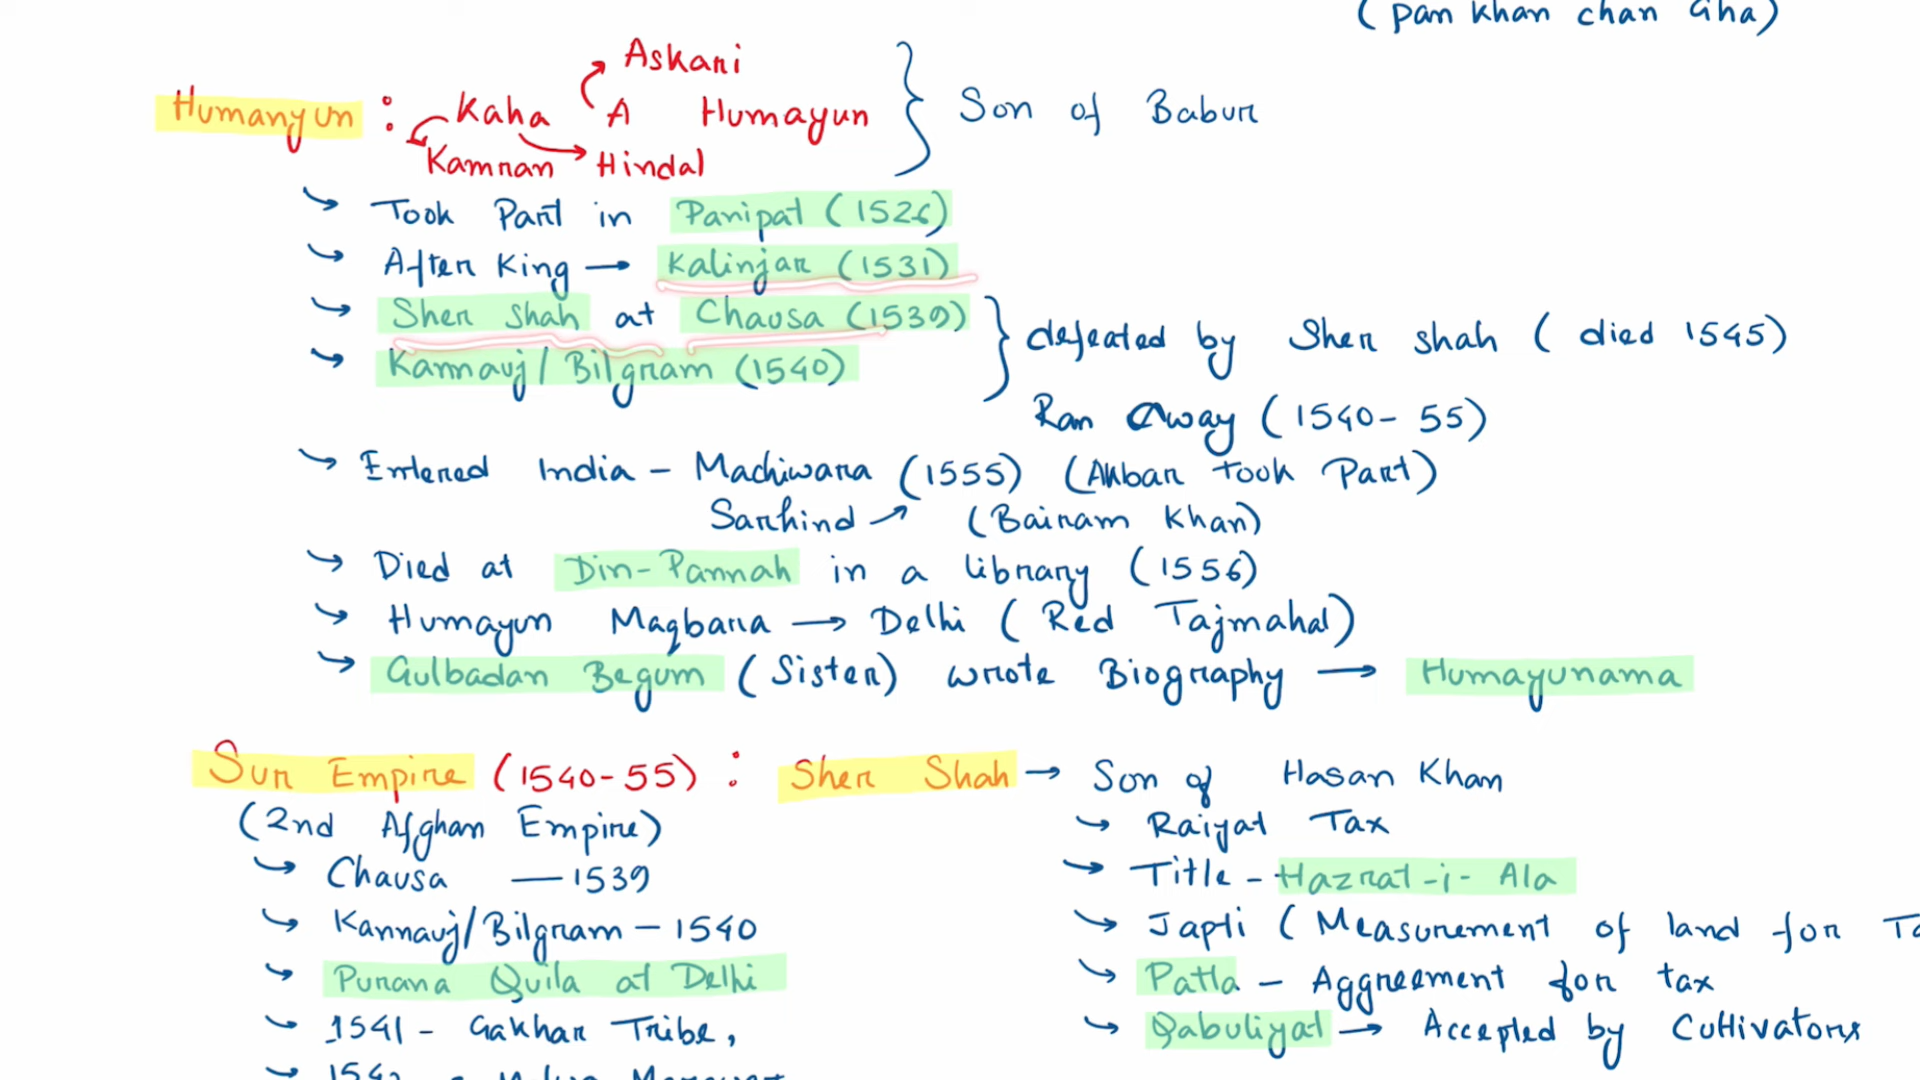 (Pan Khan Chan Gha)
Askari
Humanyun : Kaha A Humayun } Son of Babur
Kamran Hindal
Took Part in Panipat (1526)
After King → Kalinjar (1531)
Sher Shah at Chausa (1539)
Kannauj/Bilgram (1540)
} defeated by Sher shah (died 1545)
Ran Away (1540-55)
Entered India - Machiwara (1555) (Akbar took Part)
Sarhind → (Bairam Khan)
Died at Din-Pannah in a library (1556)
Humayun Maqbara → Delhi (Red Tajmahal)
Gulbadan Begum (Sister) wrote Biography → Humayunama
Sur Empire (1540-55) : Sher Shah → Son of Hasan Khan
(2nd Afghan Empire)
Chausa — 1539
Kannauj/Bilgram - 1540
Purana Quila at Delhi
1541 - Gakhar Tribe,
Raiyat Tax
Title - Hazrat-i-Ala
Japti (Measurement of land for
Patta - Aggreement for tax
Qabuliyat → Accepted by Cultivators